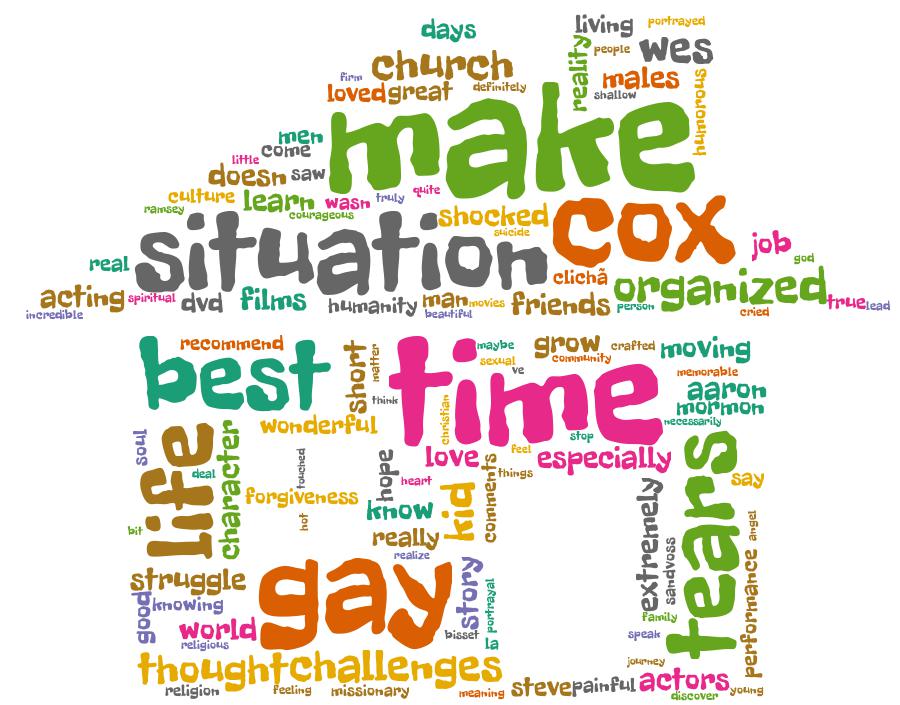 days
living
portrayed
people
wes
reality
church
firm
definitely
males
loved
great
shallow
humorous
make
men
come
little
doesn
saw
quite
culture
learn
wasn
truly
ramsey
courageous
shocked
suicide
cox
situation
job
god
real
clichã
organized
acting
spiritual
dvd
films
humanity
man
movies
friends
person
true
lead
incredible
beautiful
cried
recommend
best
short
matter
time
maybe
sexual
ve
grow
community
crafted
moving
memorable
aaron
mormon
necessarily
think
christian
wonderful
stop
soul
life
deal
character
touched
hope
love
feel
especially
tears
say
heart
things
comments
forgiveness
hot
know
kid
extremely
sandvoss
bit
really
realize
angel
performance
struggle
gay
story
good
knowing
world
religious
bisset
portrayal
lt
family
speak
thought
challenges
journey
religion
feeling
missionary
meaning
steve
painful
actors
discover
young